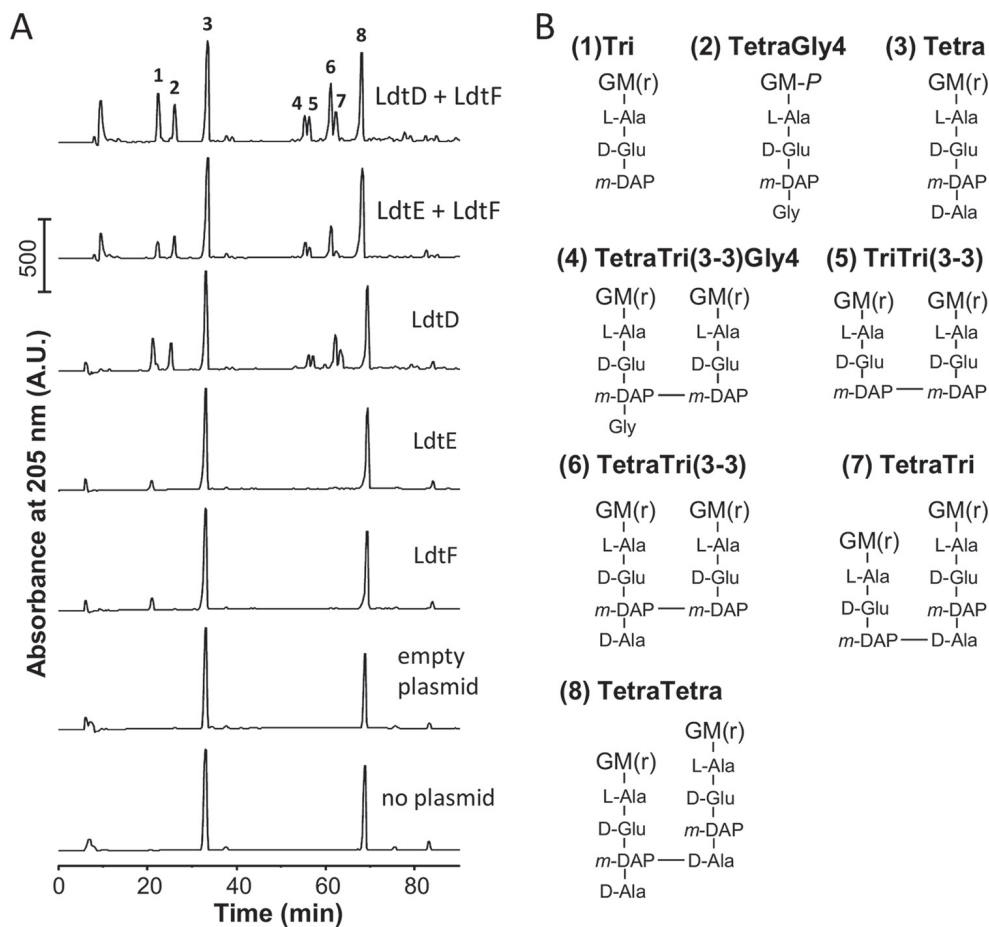 A
3
8
1
2
6
4
5
7
LdtD + LdtF
LdtE + LdtF
500
LdtD
LdtE
LdtF
empty
plasmid
no plasmid
Absorbance at 205 nm (A.U.)
0
20
40
60
80
Time (min)
B
(1)Tri
GM(r)
L-Ala
D-Glu
m-DAP
(2) TetraGly4
GM-P
L-Ala
D-Glu
m-DAP
Gly
(3) Tetra
GM(r)
L-Ala
D-Glu
m-DAP
D-Ala
(4) TetraTri(3-3)Gly4
GM(r) GM(r)
L-Ala L-Ala
D-Glu D-Glu
m-DAP m-DAP
Gly
(5) TriTri(3-3)
GM(r) GM(r)
L-Ala L-Ala
D-Glu D-Glu
m-DAP m-DAP
(6) TetraTri(3-3)
GM(r) GM(r)
L-Ala L-Ala
D-Glu D-Glu
m-DAP m-DAP
D-Ala
(7) TetraTri
GM(r)
GM(r) L-Ala
L-Ala D-Glu
D-Glu m-DAP
m-DAP D-Ala
(8) TetraTetra
GM(r)
GM(r) L-Ala
L-Ala D-Glu
D-Glu m-DAP
m-DAP D-Ala
D-Ala